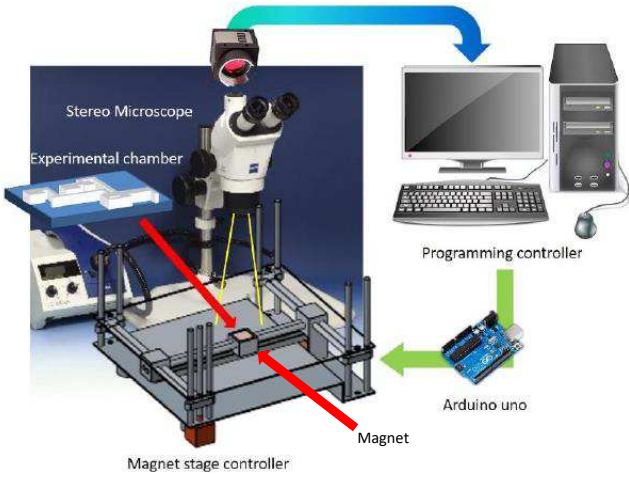 Stereo Microscope
Experimental chamber
Programming controller
Arduino uno
Magnet
Magnet stage controller